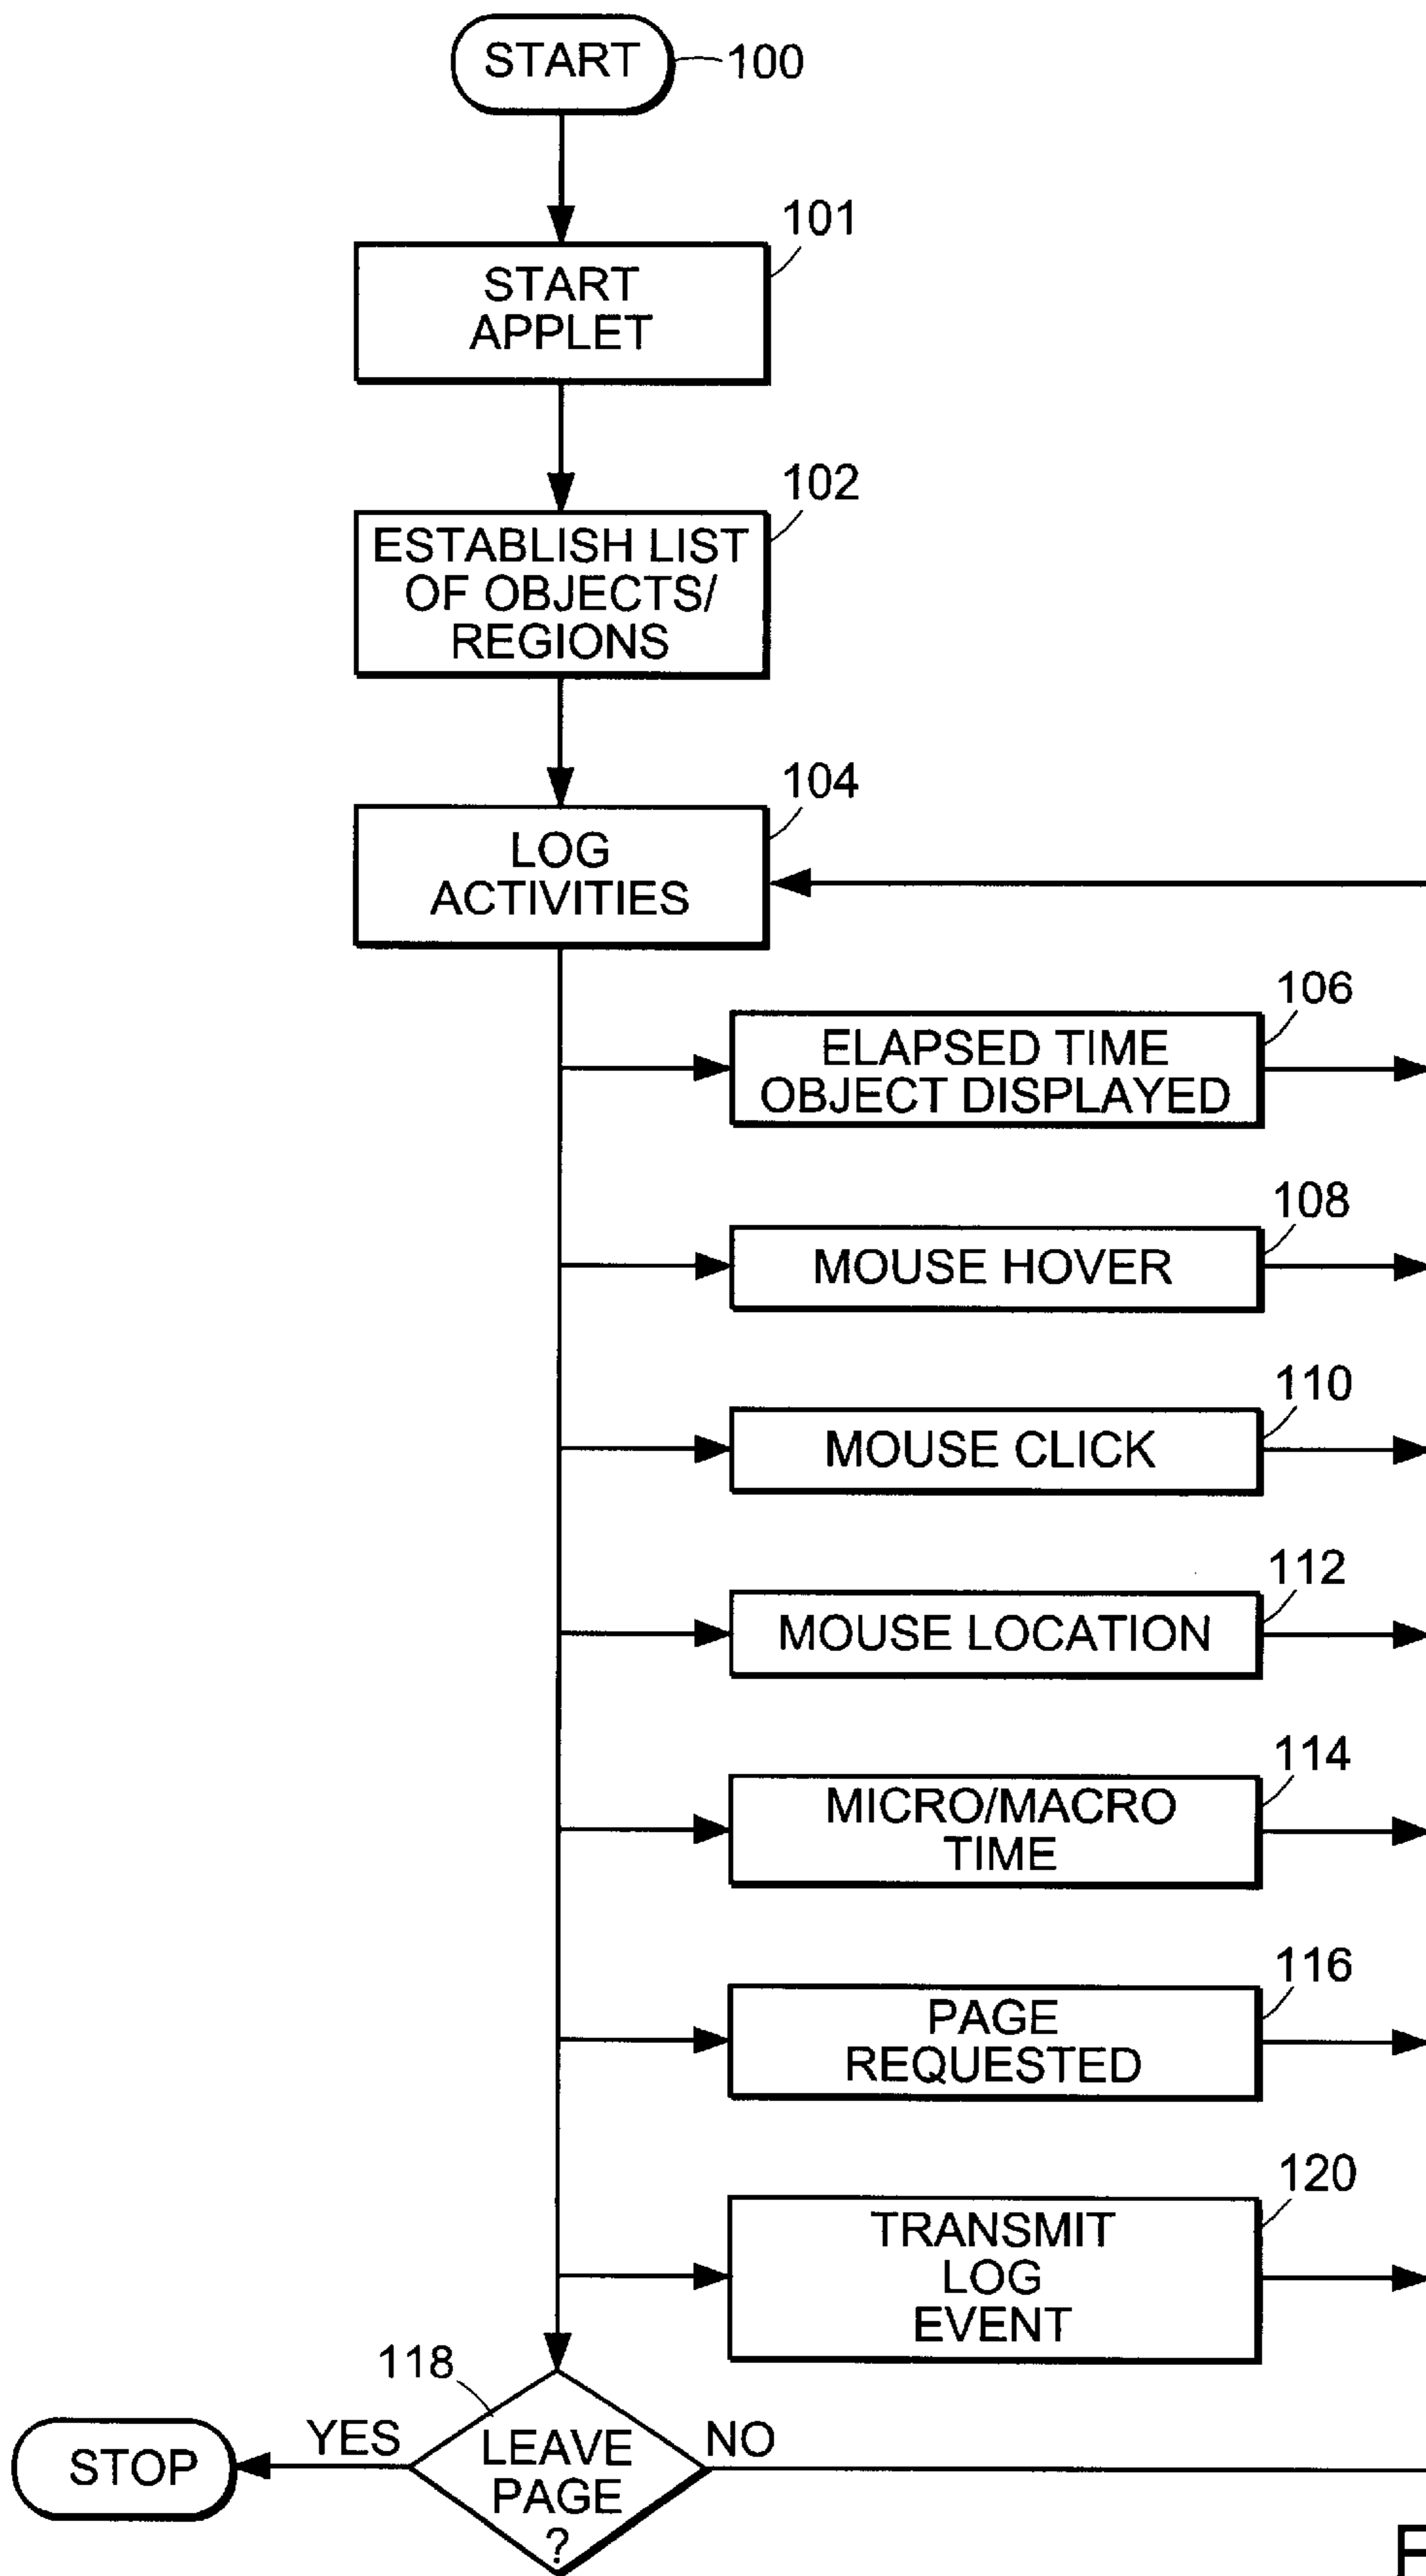 START
100
101
START
APPLET
102
ESTABLISH LIST
OF OBJECTS/
REGIONS
104
LOG
ACTIVITIES
106
ELAPSED TIME
OBJECT DISPLAYED
108
MOUSE HOVER
110
MOUSE CLICK
112
MOUSE LOCATION
114
MICRO/MACRO
TIME
116
PAGE
REQUESTED
120
TRANSMIT
LOG
EVENT
118
STOP
YES
LEAVE
PAGE
?
NO